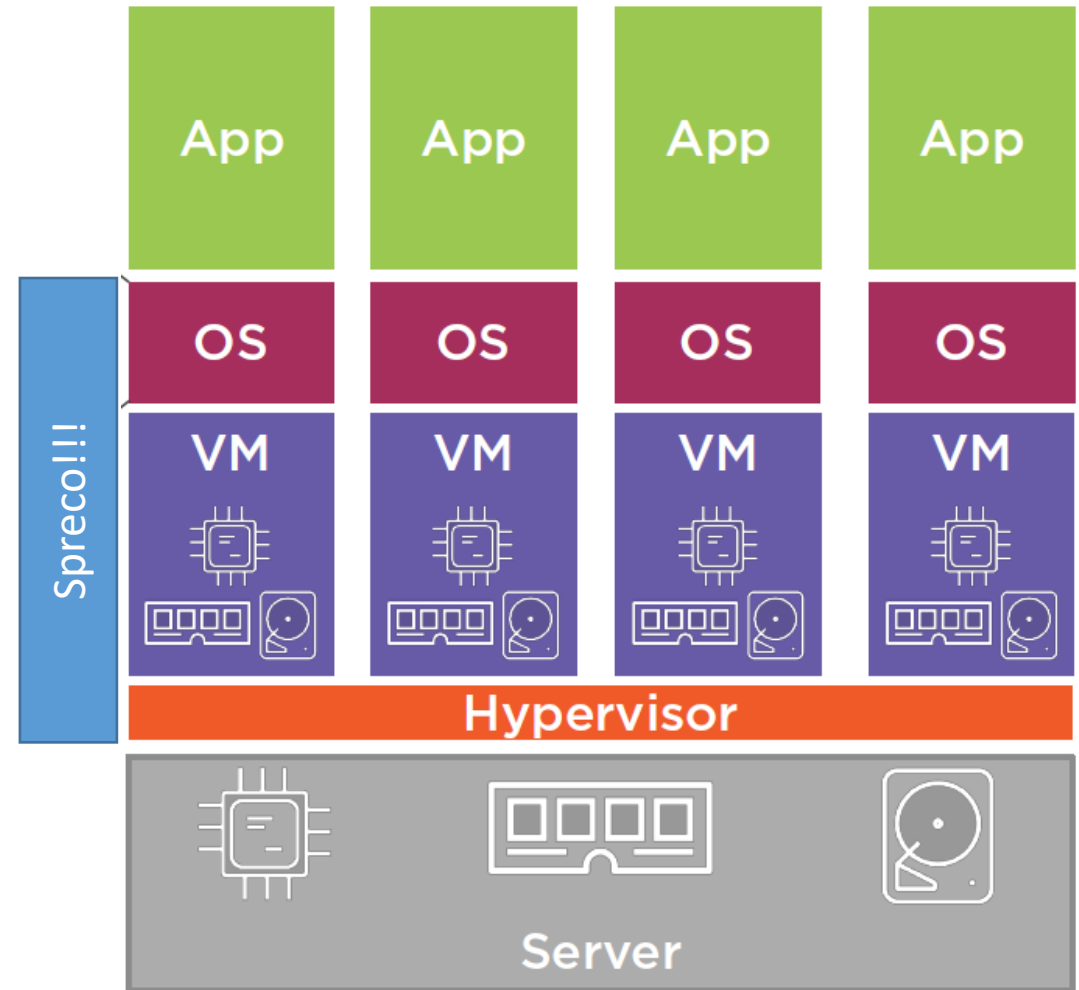 App App App App
Spreco!!!
OS OS OS OS
VM VM VM VM
Hypervisor
Server